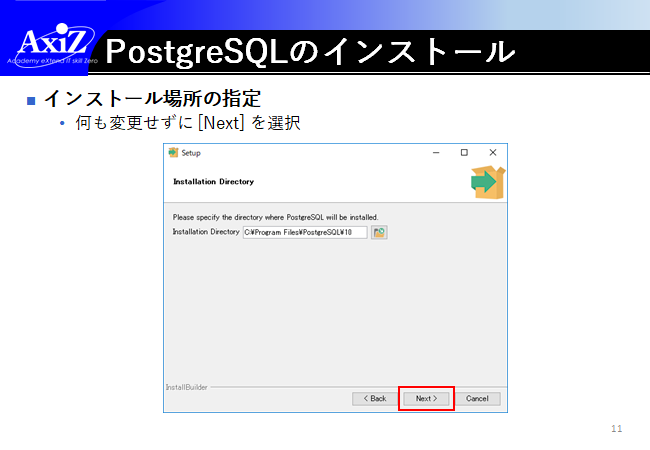 AxiZ
Academy eXtend IT skill Zero
PostgreSQLのインストール
インストール場所の指定
何も変更せずに [Next] を選択
Setup
Installation Directory
Please specify the directory where PostgreSQL will be installed.
Installation Directory C:¥Program Files¥PostgreSQL¥10
InstallBuilder
< Back Next > Cancel
11